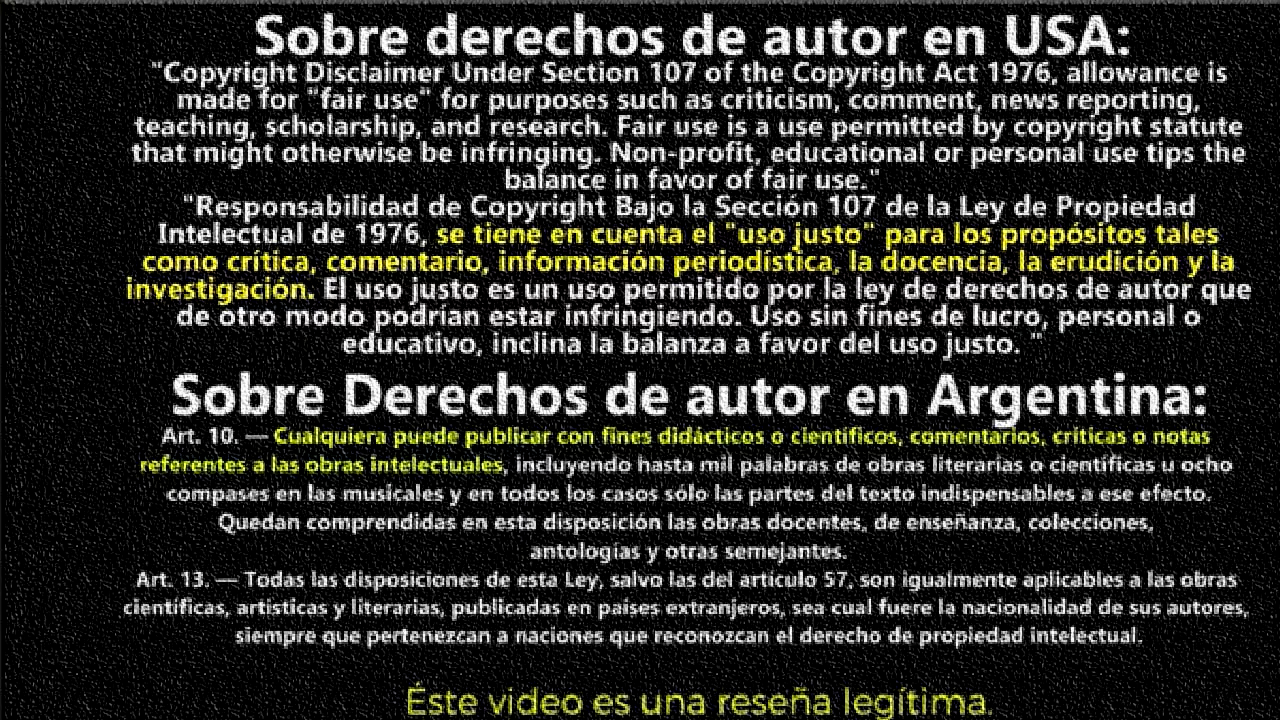 Sobre derechos de autor en USA:
"Copyright Disclaimer Under Section 107 of the Copyright Act 1976, allowance is
made for "fair use" for purposes such as criticism, comment, news reporting,
teaching, scholarship, and research. Fair use is a use permitted by copyright statute
that might otherwise be infringing. Non-profit, educational or personal use tips the
balance in favor of fair use."
"Responsabilidad de Copyright Bajo la Sección 107 de la Ley de Propiedad
Intelectual de 1976, se tiene en cuenta el "uso justo" para los propósitos tales
como crítica, comentario, información periodística, la docencia, la erudición y la
investigación. El uso justo es un uso permitido por la ley de derechos de autor que
de otro modo podrían estar infringiendo. Uso sin fines de lucro, personal o
educativo, inclina la balanza a favor del uso justo. "
Sobre Derechos de autor en Argentina:
Art. 10. — Cualquiera puede publicar con fines didácticos o científicos, comentarios, críticas o notas
referentes a las obras intelectuales, incluyendo hasta mil palabras de obras literarias o científicas u ocho
compases en las musicales y en todos los casos sólo las partes del texto indispensables a ese efecto.
Quedan comprendidas en esta disposición las obras docentes, de enseñanza, colecciones,
antologías y otras semejantes.
Art. 13. — Todas las disposiciones de esta Ley, salvo las del artículo 57, son igualmente aplicables a las obras
científicas, artísticas y literarias, publicadas en países extranjeros, sea cual fuere la nacionalidad de sus autores,
siempre que pertenezcan a naciones que reconozcan el derecho de propiedad intelectual.
Éste video es una reseña legítima.